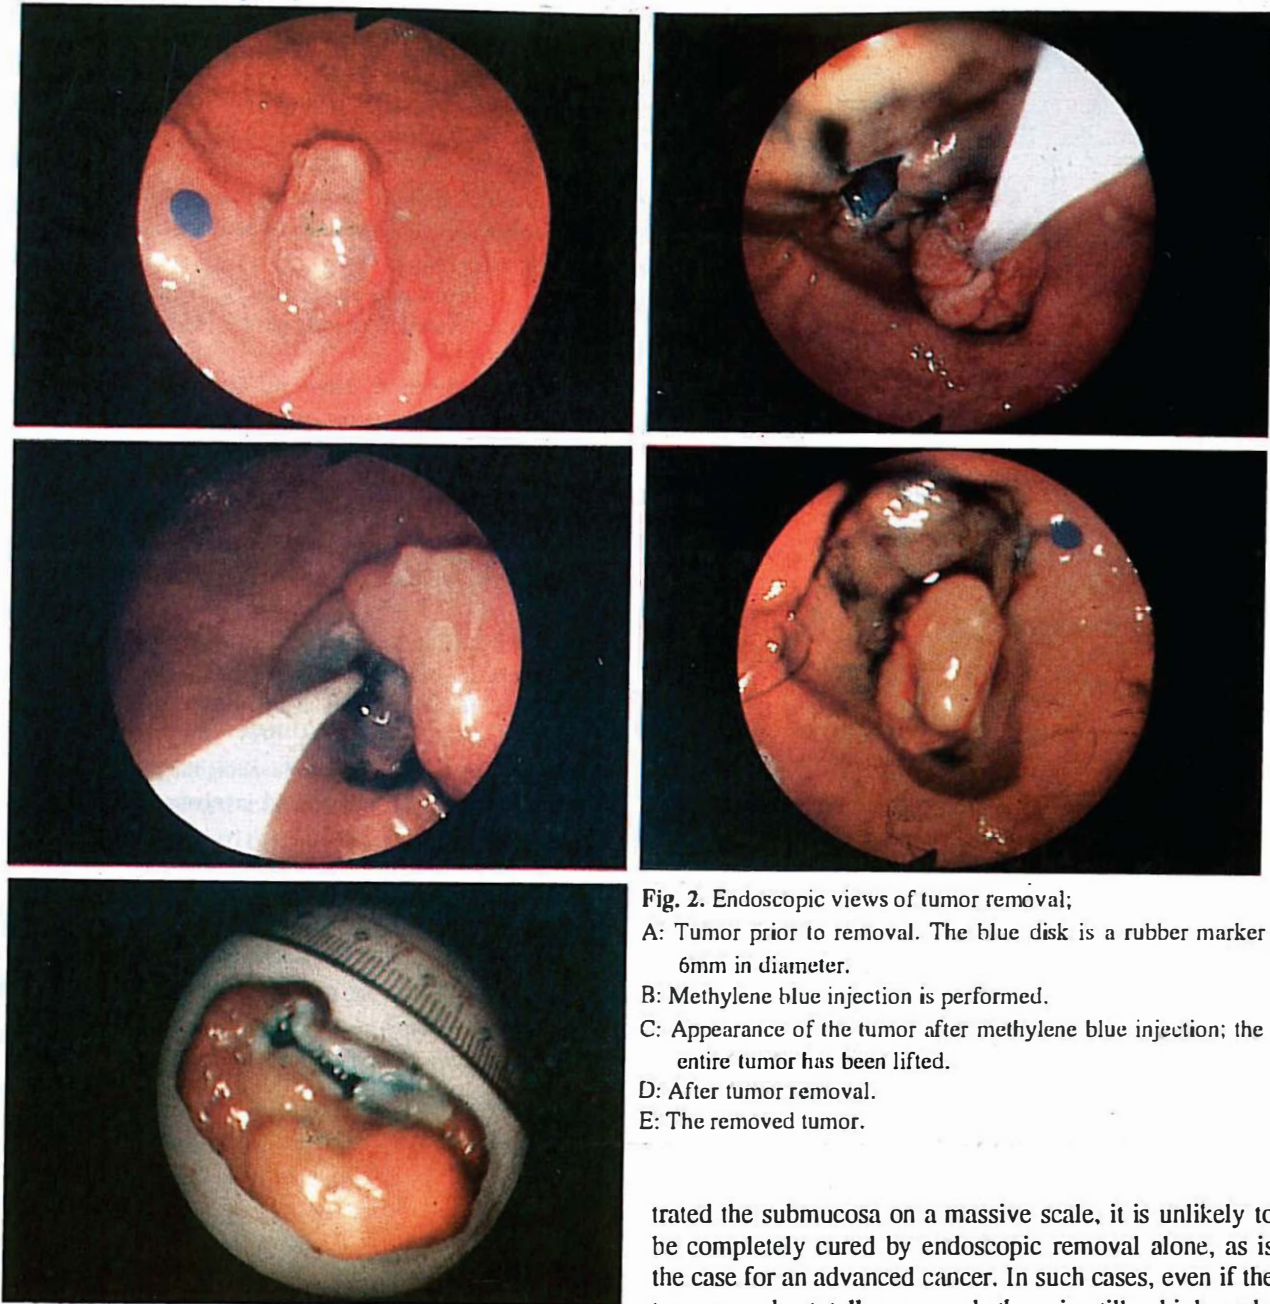 Fig. 2. Endoscopic views of tumor removal;
A: Tumor prior to removal. The blue disk is a rubber marker
6mm in diameter.
B: Methylene blue injection is performed.
C: Appearance of the tumor after methylene blue injection; the
entire tumor has been lifted.
D: After tumor removal.
E: The removed tumor.
trated the submucosa on a massive scale, it is unlikely to
be completely cured by endoscopic removal alone, as is
the case for an advanced cancer. In such cases, even if the